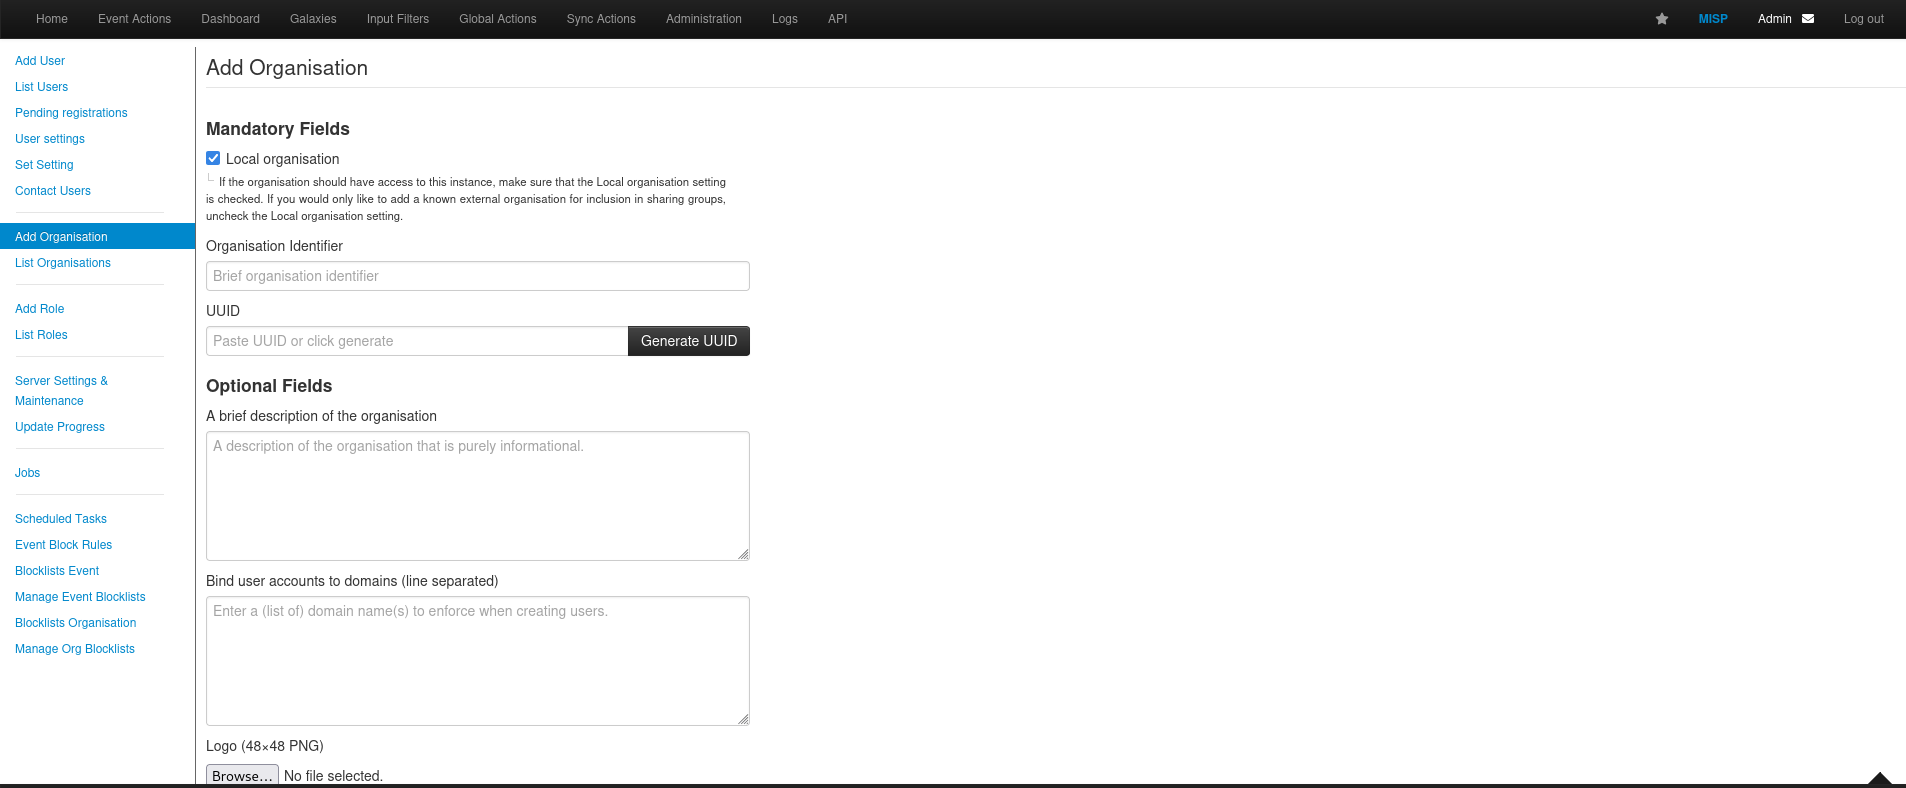 Home Event Actions Dashboard Galaxies Input Filters Global Actions Sync Actions Administration Logs API MISP Admin Log out
Add User
List Users
Pending registrations
User settings
Set Setting
Contact Users
Add Organisation
List Organisations
Add Role
List Roles
Server Settings &
Maintenance
Update Progress
Jobs
Scheduled Tasks
Event Block Rules
Blocklists Event
Manage Event Blocklists
Blocklists Organisation
Manage Org Blocklists
Add Organisation
Mandatory Fields
Local organisation
If the organisation should have access to this instance, make sure that the Local organisation setting
is checked. If you would only like to add a known external organisation for inclusion in sharing groups,
uncheck the Local organisation setting.
Organisation Identifier
Brief organisation identifier
UUID
Paste UUID or click generate Generate UUID
Optional Fields
A brief description of the organisation
A description of the organisation that is purely informational.
Bind user accounts to domains (line separated)
Enter a (list of) domain name(s) to enforce when creating users.
Logo (48×48 PNG)
Browse... No file selected.